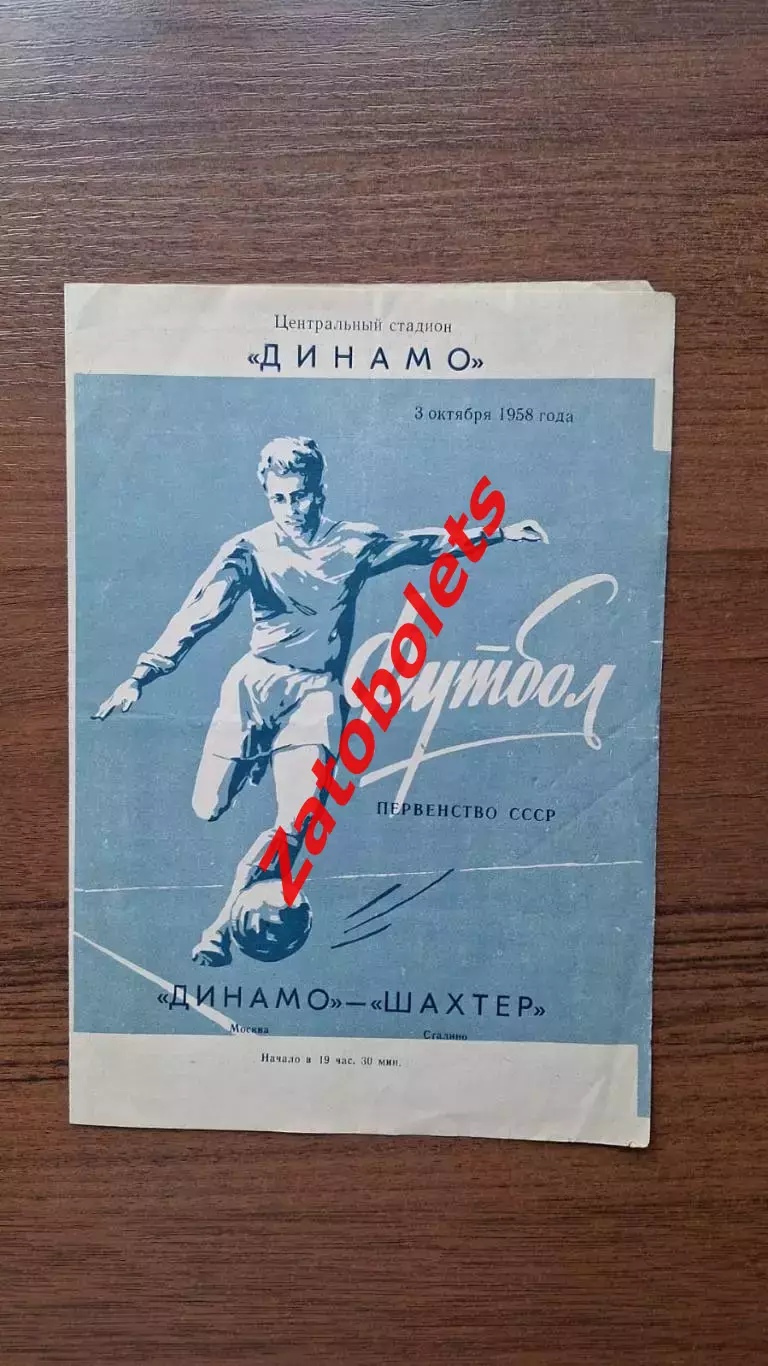 Центральный стадион
«ДИНАМО»
3 октября 1958 года
Футбол
ПЕРВЕНСТВО СССР
«ДИНАМО»—«ШАХТЕР»
Москва Сталино
Начало в 19 час. 30 мин.
Zatobolets